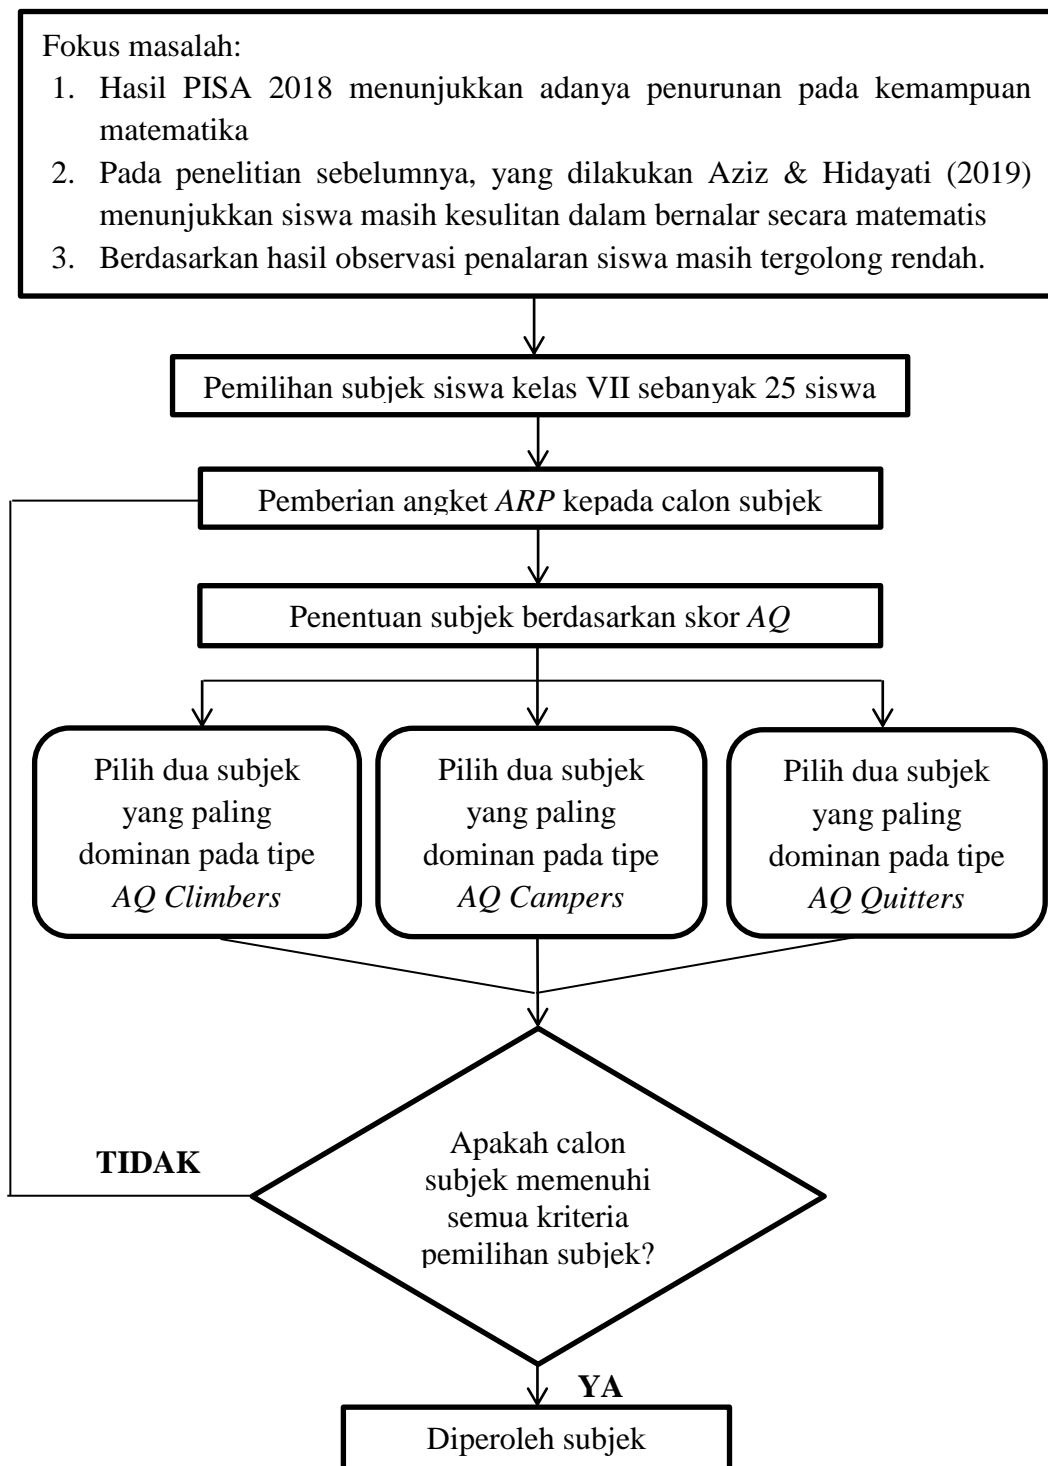 Fokus masalah:
1. Hasil PISA 2018 menunjukkan adanya penurunan pada kemampuan
matematika
2. Pada penelitian sebelumnya, yang dilakukan Aziz & Hidayati (2019)
menunjukkan siswa masih kesulitan dalam bernalar secara matematis
3. Berdasarkan hasil observasi penalaran siswa masih tergolong rendah.
Pemilihan subjek siswa kelas VII sebanyak 25 siswa
Pemberian angket ARP kepada calon subjek
Penentuan subjek berdasarkan skor AQ
Pilih dua subjek
yang paling
dominan pada tipe
AQ Climbers
Pilih dua subjek
yang paling
dominan pada tipe
AQ Campers
Pilih dua subjek
yang paling
dominan pada tipe
AQ Quitters
Apakah calon
subjek memenuhi
semua kriteria
pemilihan subjek?
TIDAK
YA
Diperoleh subjek